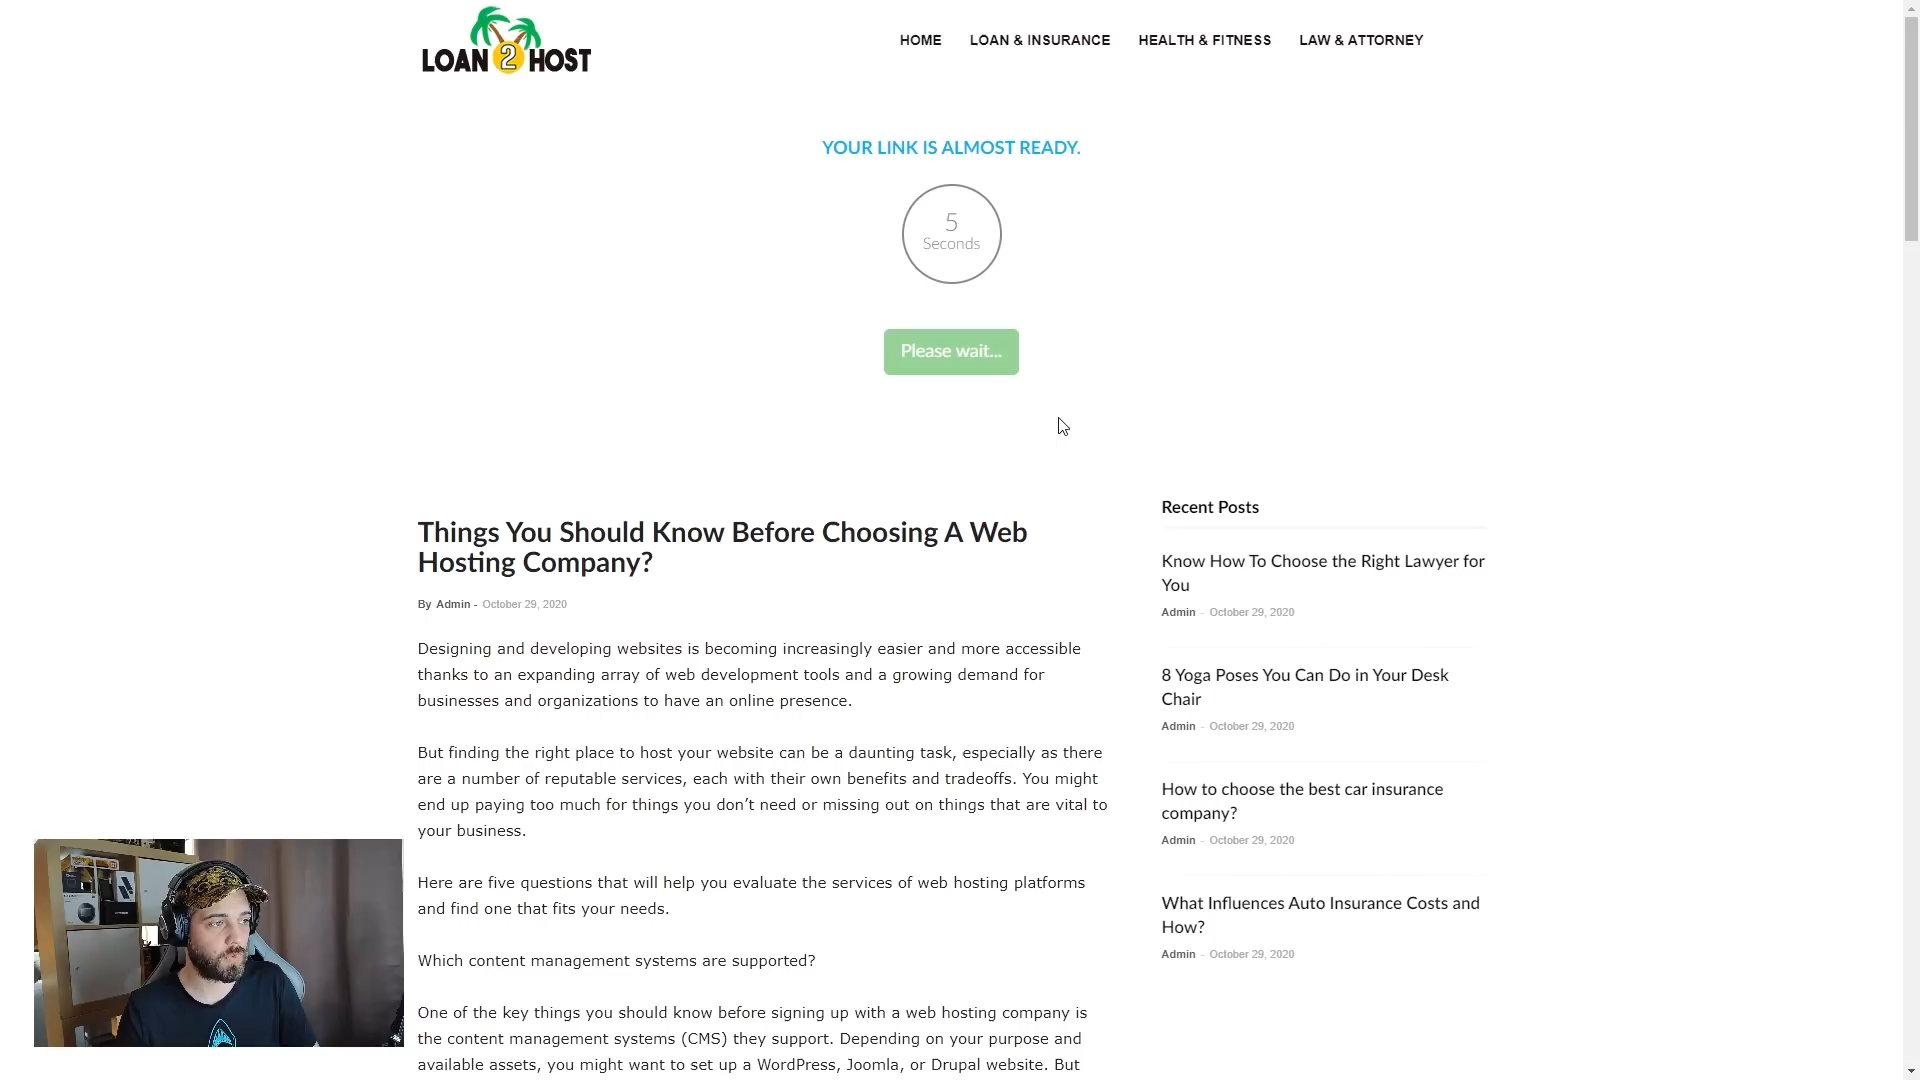 LOAN 2 HOST
HOME LOAN & INSURANCE HEALTH & FITNESS LAW & ATTORNEY
YOUR LINK IS ALMOST READY.
5
Seconds
Please wait...
Things You Should Know Before Choosing A Web
Hosting Company?
By Admin - October 29, 2020
Designing and developing websites is becoming increasingly easier and more accessible
thanks to an expanding array of web development tools and a growing demand for
businesses and organizations to have an online presence.
But finding the right place to host your website can be a daunting task, especially as there
are a number of reputable services, each with their own benefits and tradeoffs. You might
end up paying too much for things you don’t need or missing out on things that are vital to
your business.
Here are five questions that will help you evaluate the services of web hosting platforms
and find one that fits your needs.
Which content management systems are supported?
One of the key things you should know before signing up with a web hosting company is
the content management systems (CMS) they support. Depending on your purpose and
available assets, you might want to set up a WordPress, Joomla, or Drupal website. But
Recent Posts
Know How To Choose the Right Lawyer for
You
Admin - October 29, 2020
8 Yoga Poses You Can Do in Your Desk
Chair
Admin - October 29, 2020
How to choose the best car insurance
company?
Admin - October 29, 2020
What Influences Auto Insurance Costs and
How?
Admin - October 29, 2020